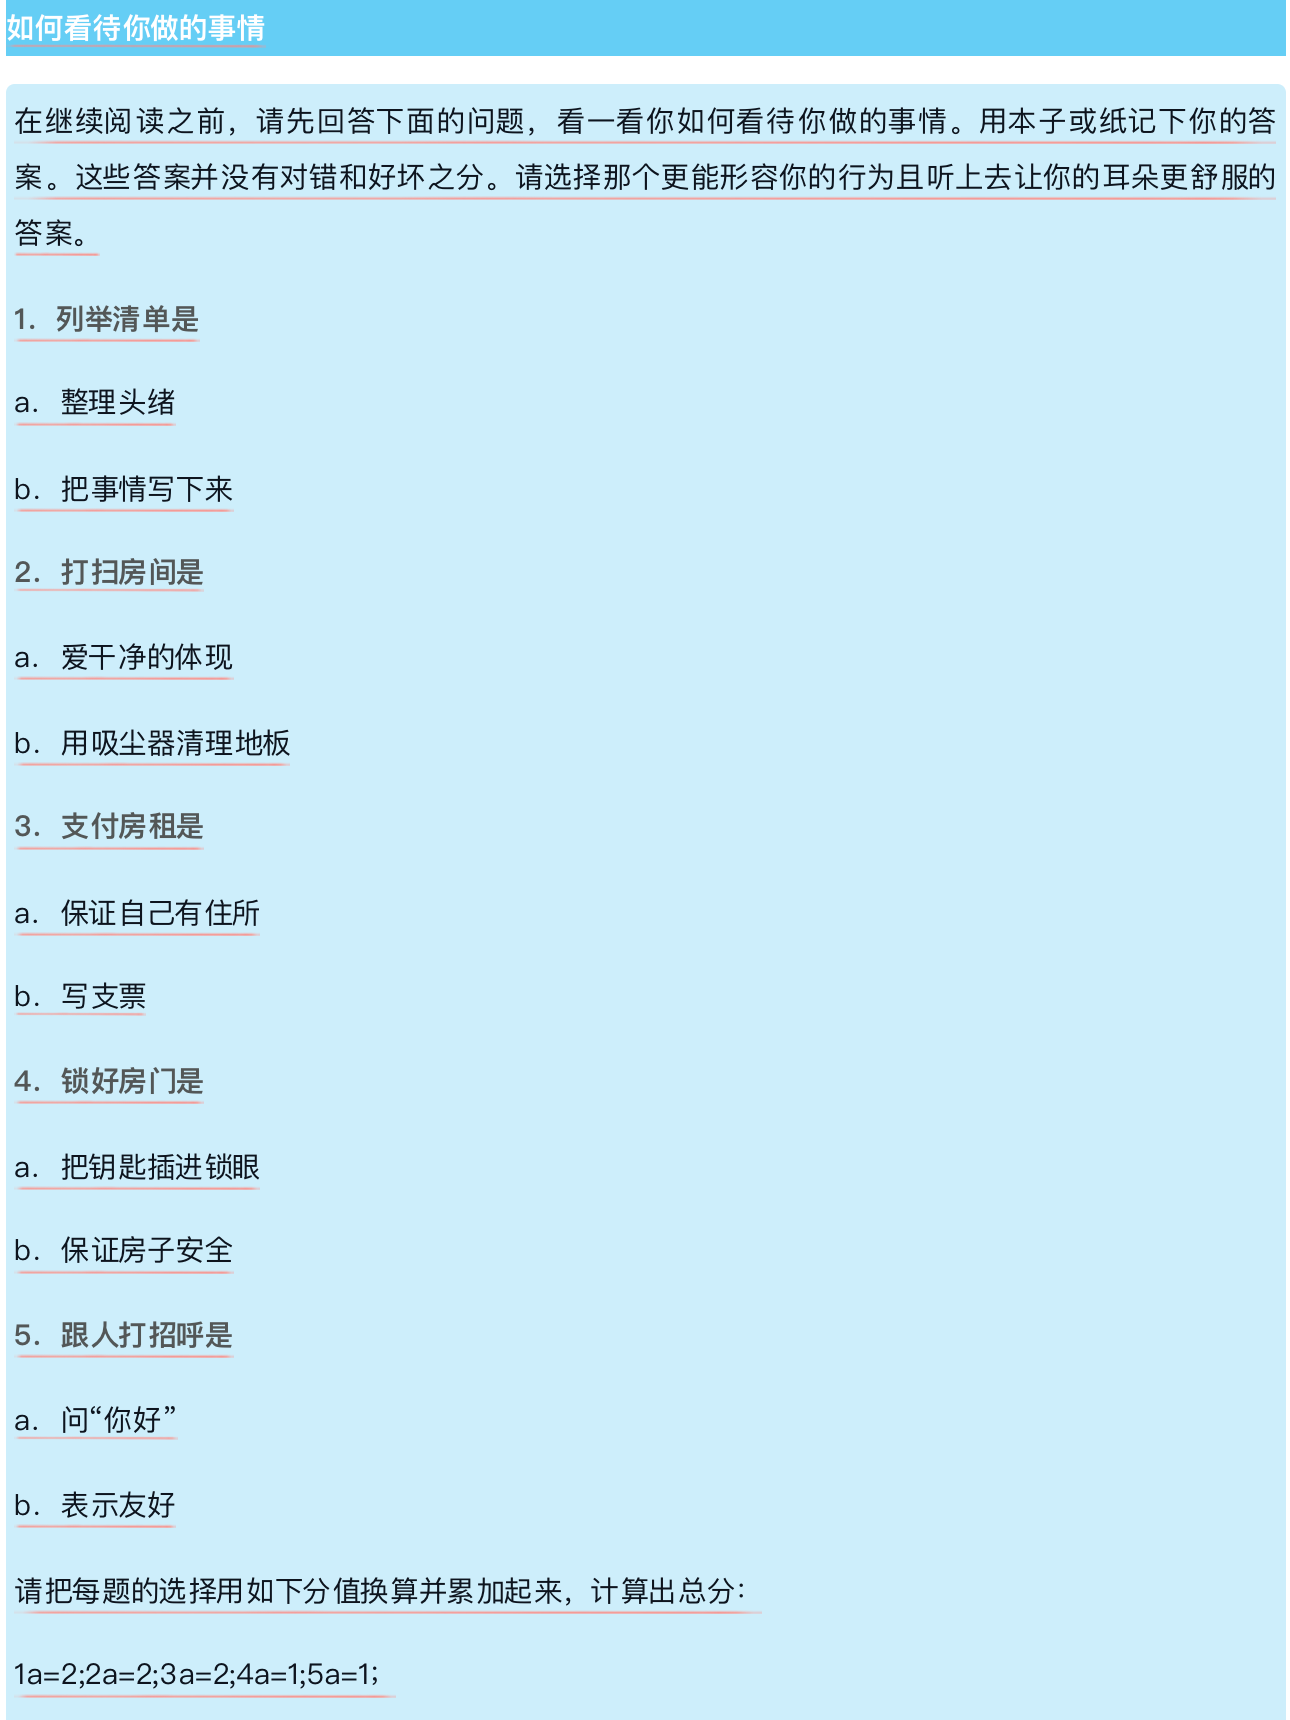 如何看待你做的事情
在继续阅读之前，请先回答下面的问题，看一看你如何看待你做的事情。用本子或纸记下你的答
案。这些答案并没有对错和好坏之分。请选择那个更能形容你的行为且听上去让你的耳朵更舒服的
答案。
1. 列举清单是
a. 整理头绪
b. 把事情写下来
2. 打扫房间是
a. 爱干净的体现
b. 用吸尘器清理地板
3. 支付房租是
a. 保证自己有住所
b. 写支票
4. 锁好房门是
a. 把钥匙插进锁眼
b. 保证房子安全
5. 跟人打招呼是
a. 问“你好”
b. 表示友好
请把每题的选择用如下分值换算并累加起来，计算出总分：
1a=2;2a=2;3a=2;4a=1;5a=1;